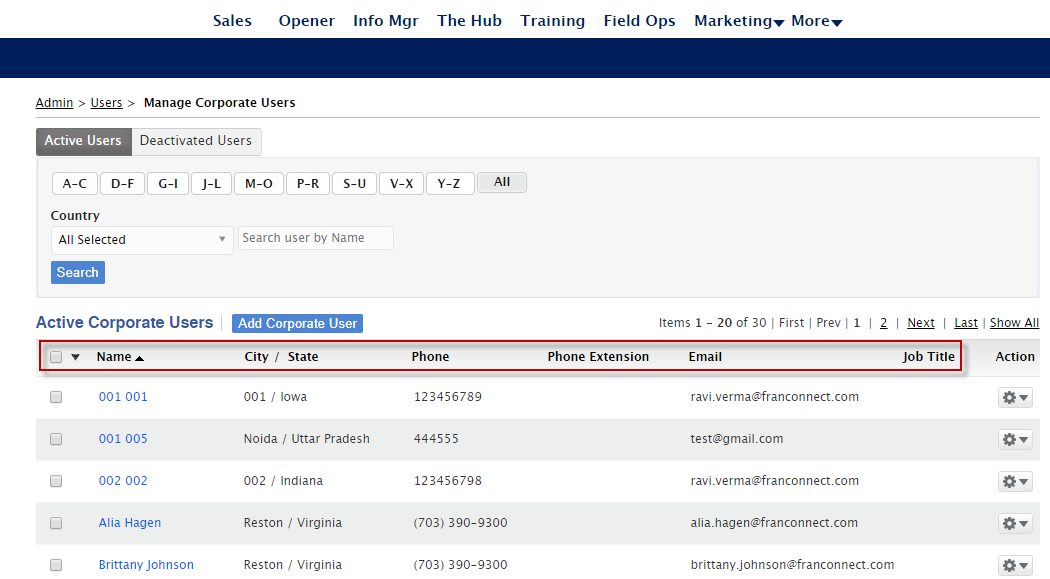 Sales Opener Info Mgr The Hub Training Field Ops Marketing More
Admin > Users > Manage Corporate Users
Active Users Deactivated Users
A-C D-F G-I J-L M-O P-R S-U V-X Y-Z All
Country
All Selected Search user by Name
Search
Active Corporate Users Add Corporate User Items 1 - 20 of 30 | First | Prev | 1 | 2 | Next | Last | Show All
Name City / State Phone Phone Extension Email Job Title Action
001 001 001 / Iowa 123456789 ravi.verma@franconnect.com
001 005 Noida / Uttar Pradesh 444555 test@gmail.com
002 002 002 / Indiana 123456798 ravi.verma@franconnect.com
Alia Hagen Reston / Virginia (703) 390-9300 alia.hagen@franconnect.com
Brittany Johnson Reston / Virginia (703) 390-9300 brittany.johnson@franconnect.com